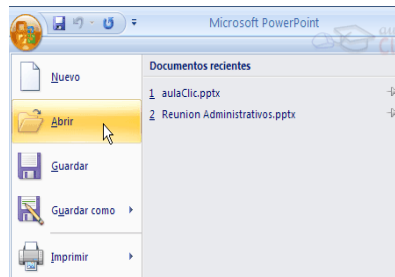 Microsoft PowerPoint
Nuevo
Abrir
Guardar
Guardar como
Imprimir
Documentos recientes
1 aulaClic.pptx
2 Reunion Administrativos.pptx